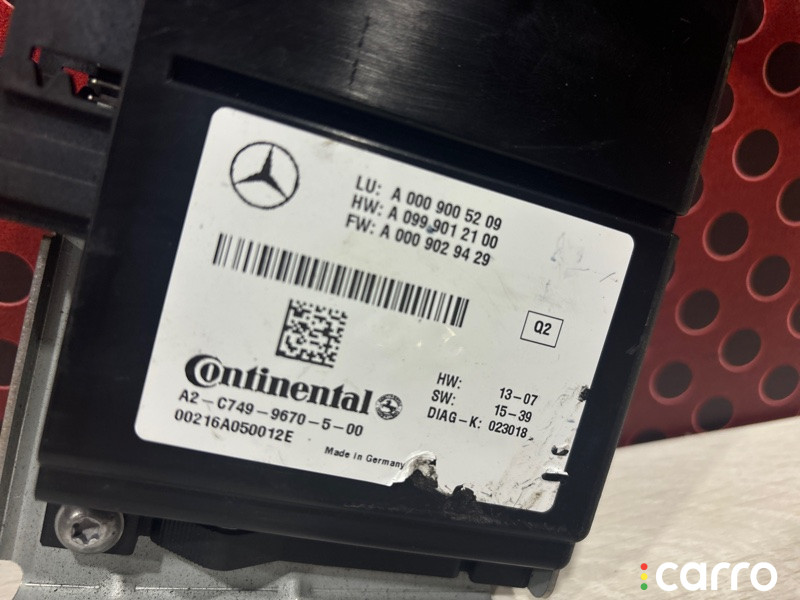 LU: A 000 900 52 09
HW: A 099 901 21 00
FW: A 000 902 94 29
Q2
Continental
A2-C749-9670-5-00
00216A050012E
HW: 13-07
SW: 15-39
DIAG-K: 023018
Made in Germany
carro